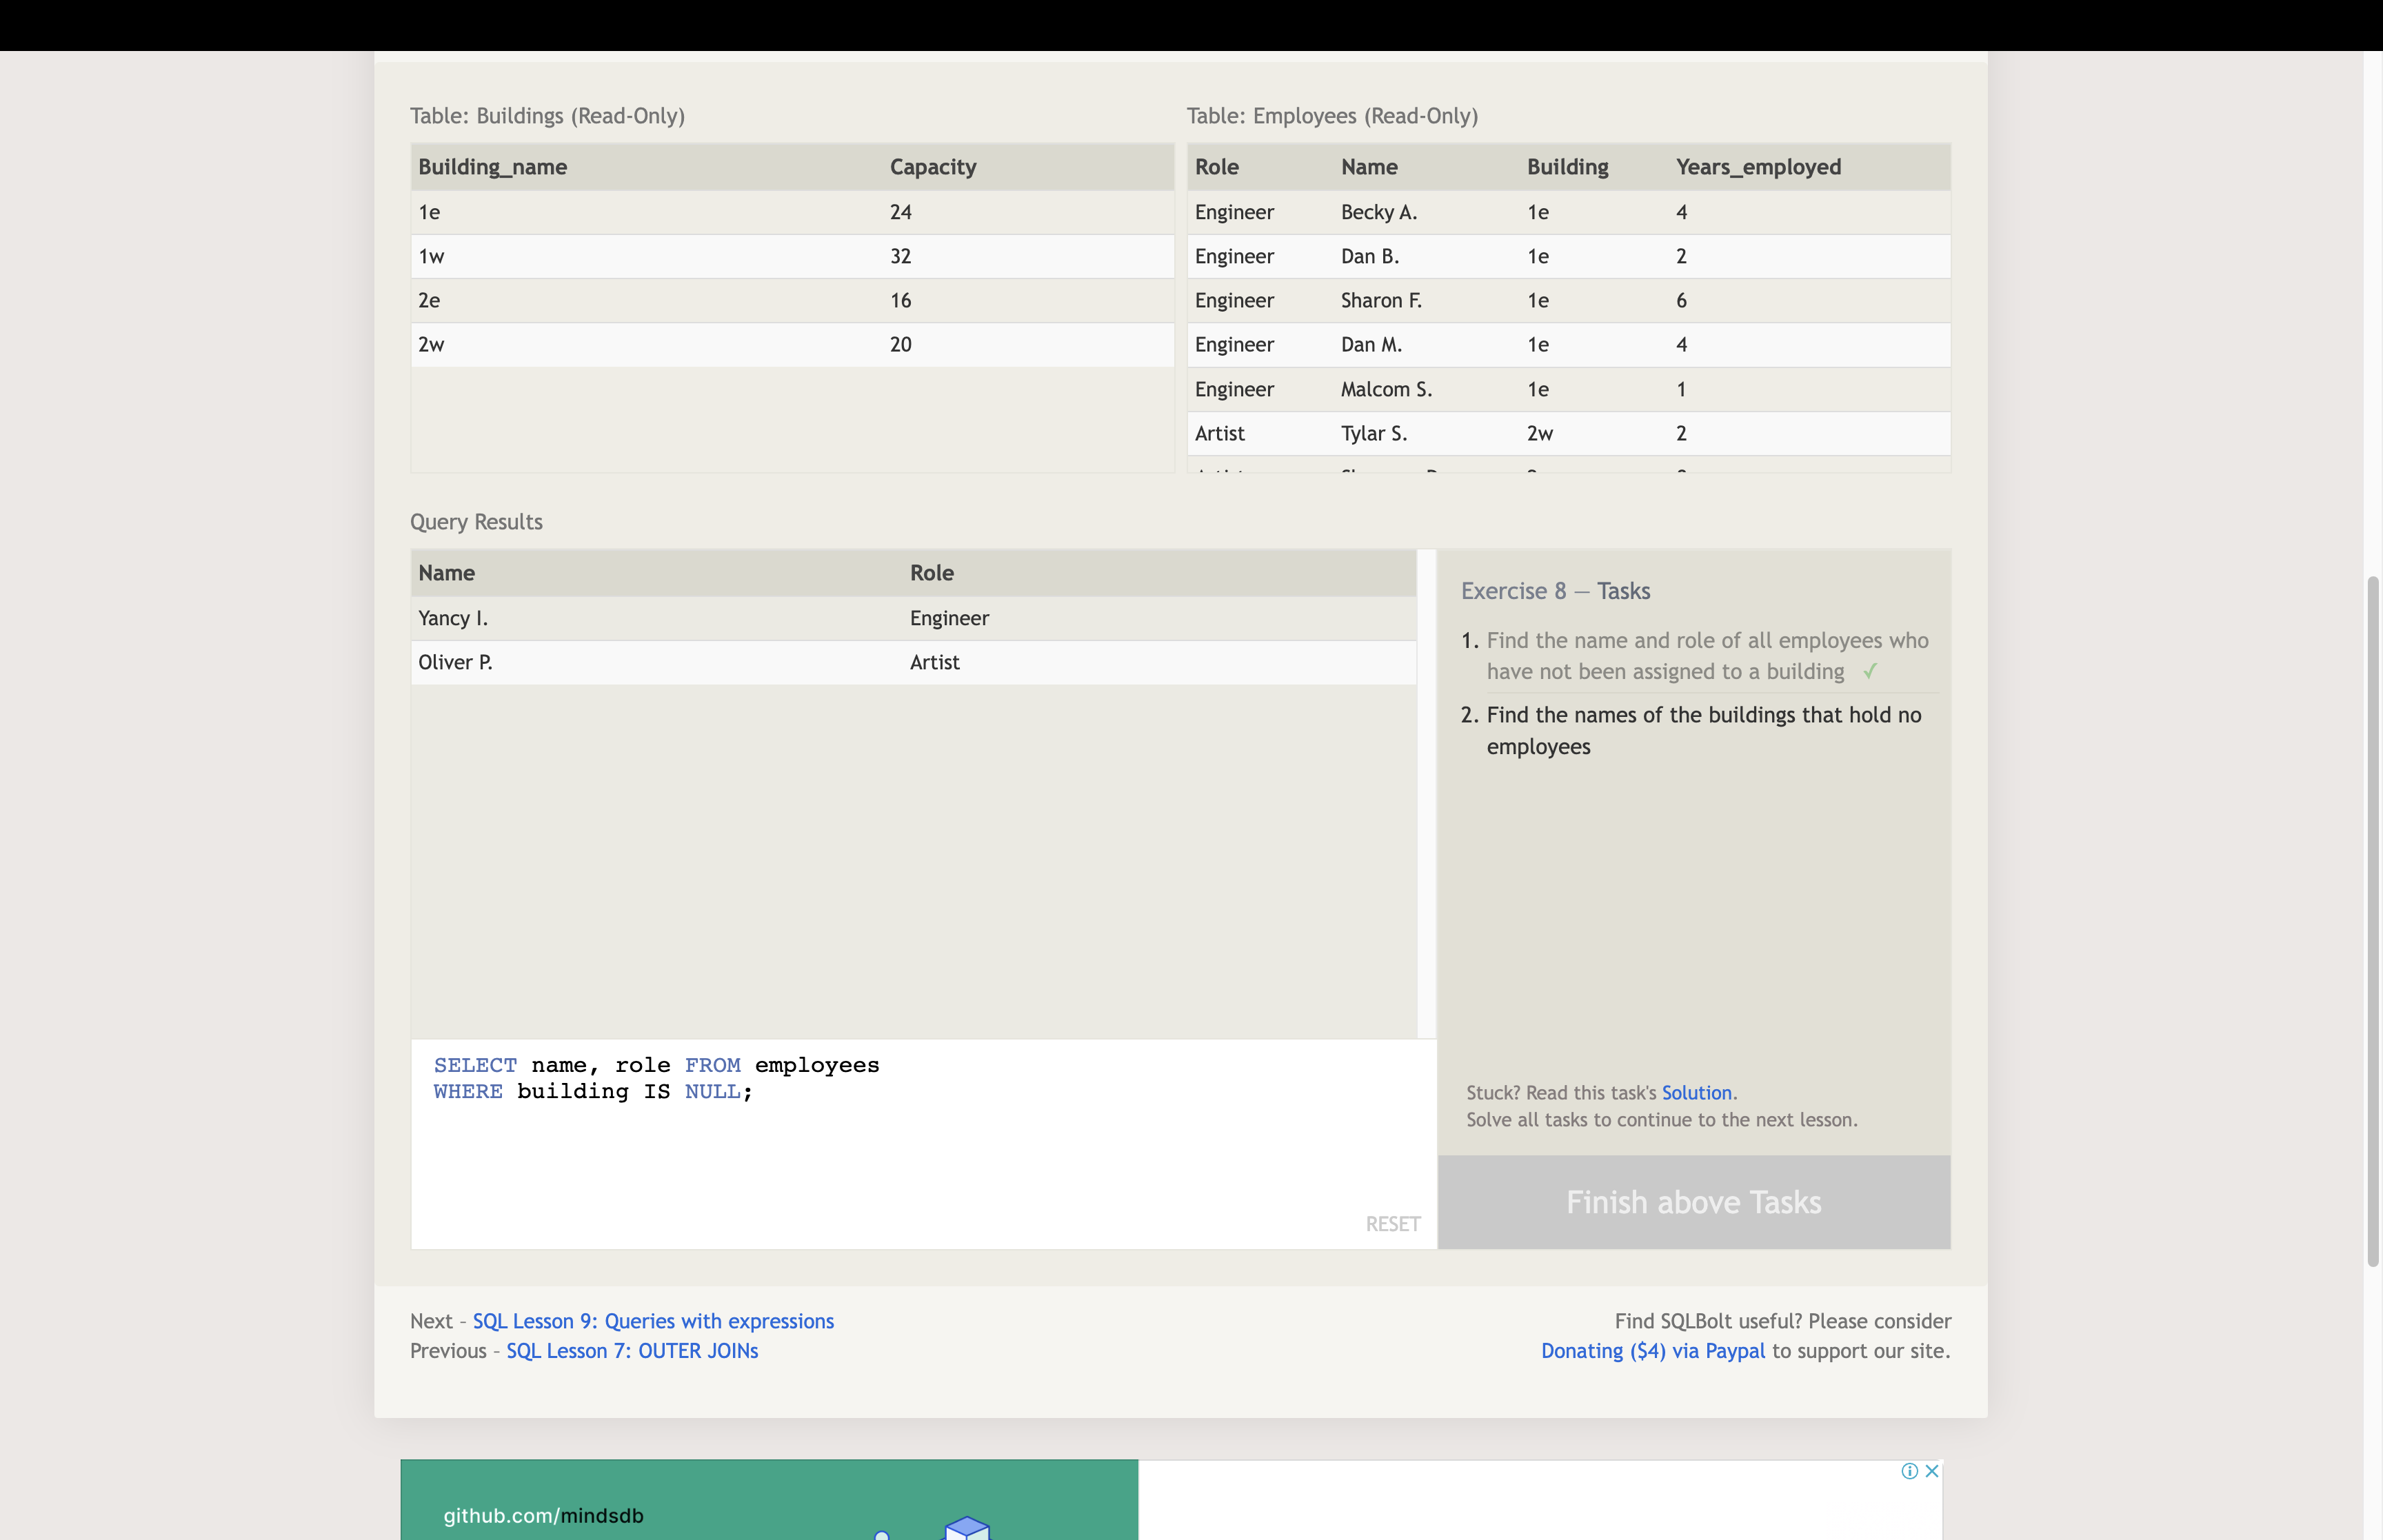 Table: Buildings (Read-Only)
Building_name Capacity
1e 24
1w 32
2e 16
2w 20
Table: Employees (Read-Only)
Role Name Building Years_employed
Engineer Becky A. 1e 4
Engineer Dan B. 1e 2
Engineer Sharon F. 1e 6
Engineer Dan M. 1e 4
Engineer Malcom S. 1e 1
Artist Tylar S. 2w 2
Query Results
Name Role
Yancy I. Engineer
Oliver P. Artist
SELECT name, role FROM employees
WHERE building IS NULL;
RESET
Exercise 8 — Tasks
1. Find the name and role of all employees who
have not been assigned to a building ✓
2. Find the names of the buildings that hold no
employees
Stuck? Read this task's Solution.
Solve all tasks to continue to the next lesson.
Finish above Tasks
Next – SQL Lesson 9: Queries with expressions
Previous – SQL Lesson 7: OUTER JOINs
Find SQLBolt useful? Please consider
Donating ($4) via Paypal to support our site.
github.com/mindsdb